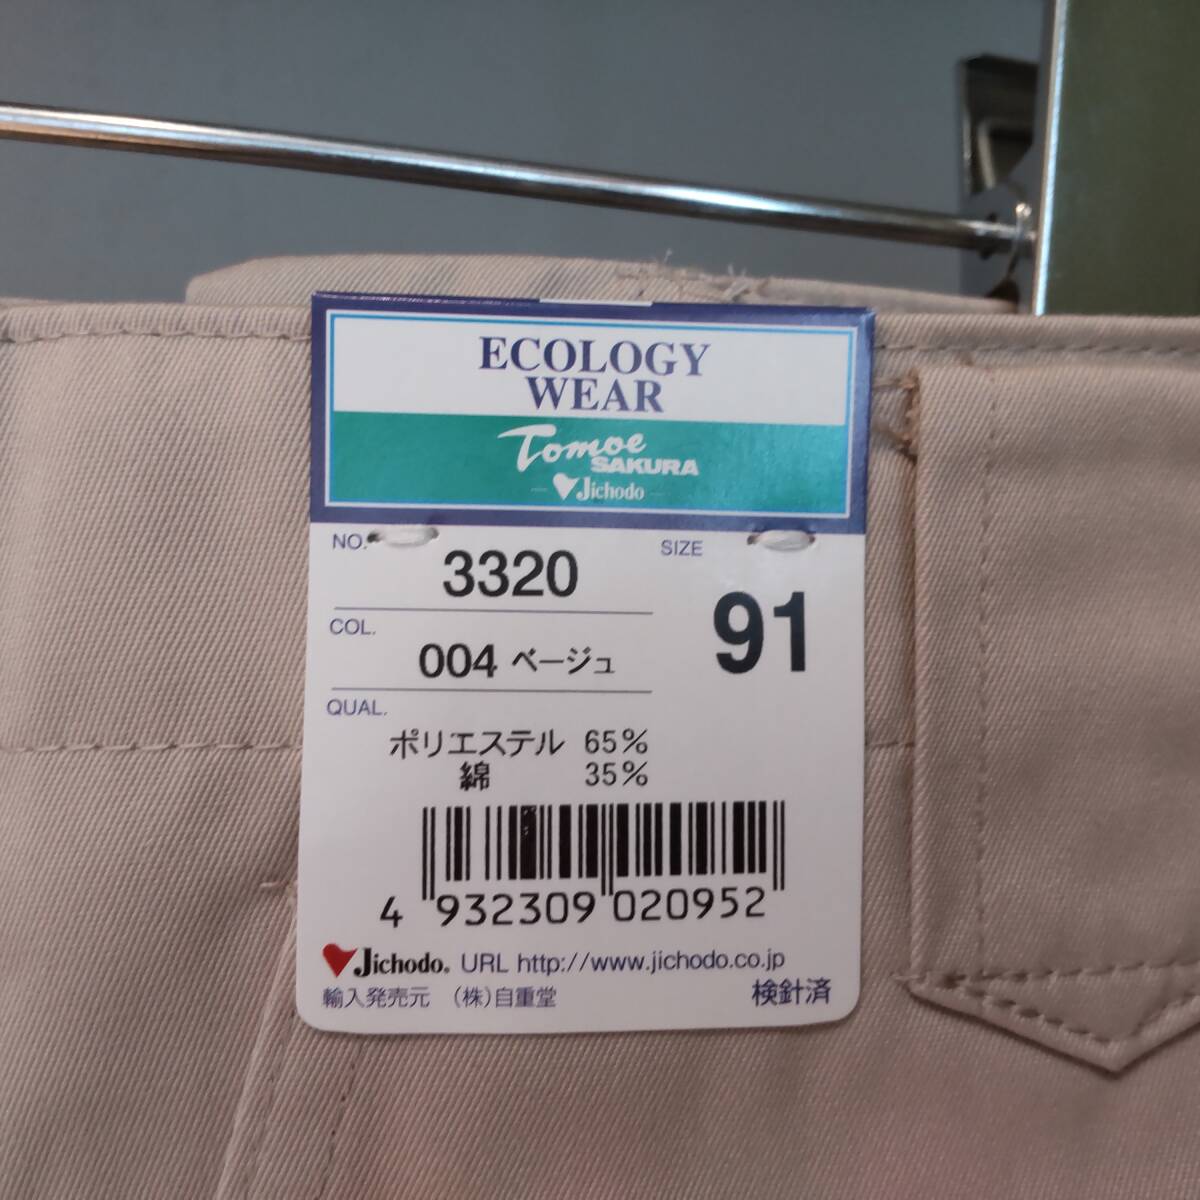 ECOLOGY
WEAR
Tomoe
SAKURA
Jichodo
NO. 3320
SIZE 91
COL. 004 ベージュ
QUAL.
ポリエステル 65%
綿 35%
4 932309 020952
Jichodo. URL http://www.jichodo.co.jp
輸入発売元 (株)自重堂 検針済